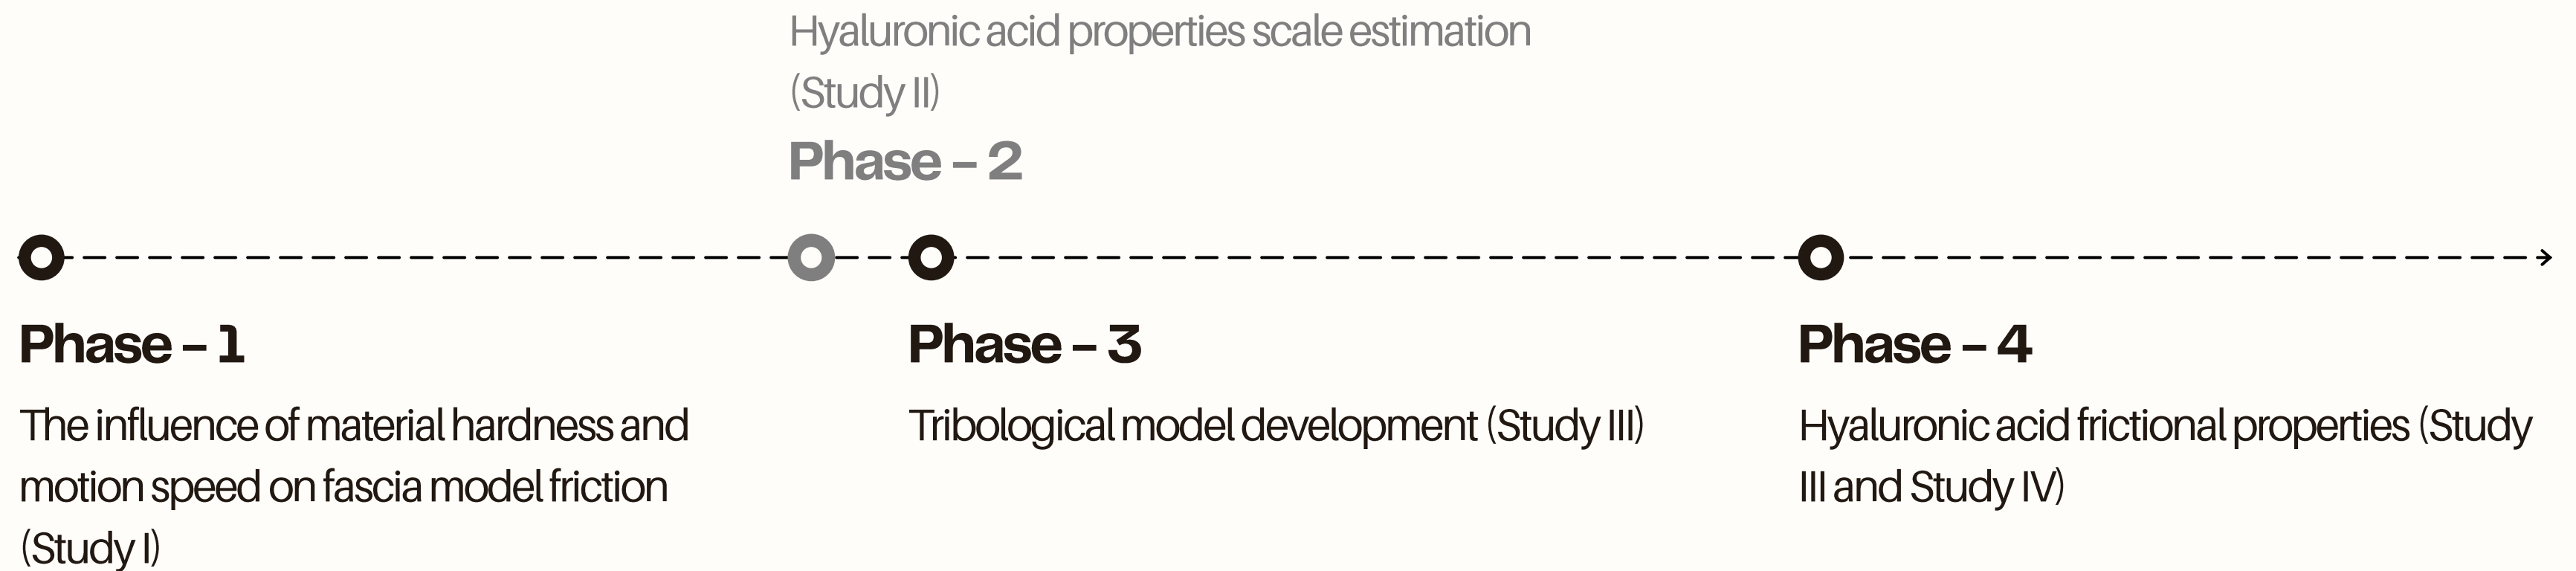 Hyaluronic acid properties scale estimation
(Study II)
Phase – 2
Phase – 1
The influence of material hardness and
motion speed on fascia model friction
(Study I)
Phase – 3
Tribological model development (Study III)
Phase – 4
Hyaluronic acid frictional properties (Study
III and Study IV)